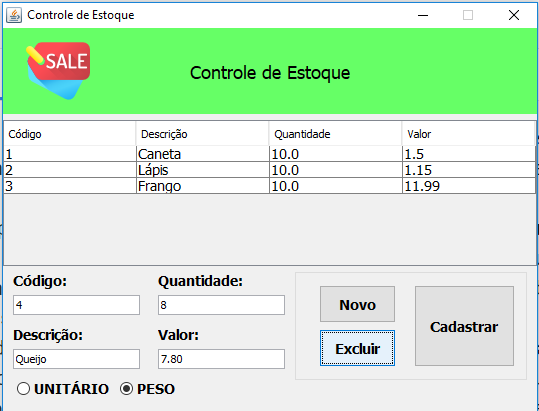 Controle de Estoque
SALE
Controle de Estoque
Código Descrição Quantidade Valor
1 Caneta 10.0 1.5
2 Lápis 10.0 1.15
3 Frango 10.0 11.99
Código: Quantidade:
4 8
Descrição: Valor:
Queijo 7.80
UNITÁRIO PESO
Novo
Excluir
Cadastrar